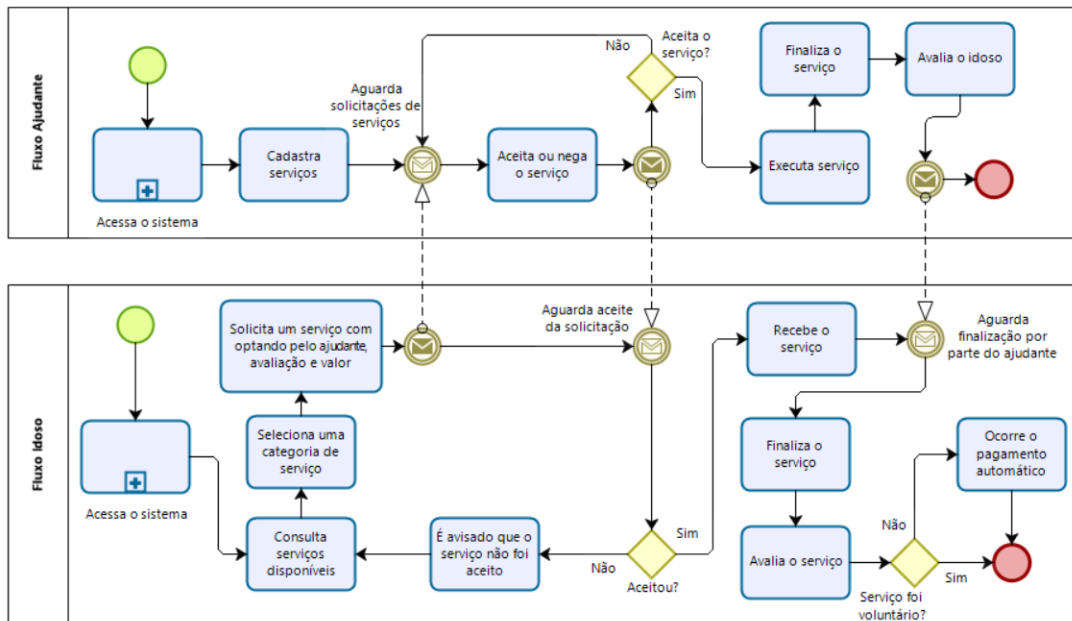 Fluxo Ajudante
Acessa o sistema
Cadastra
serviços
Aguarda
solicitações de
serviços
Aceita ou nega
o serviço
Não
Aceita o
serviço?
Sim
Executa serviço
Finaliza o
serviço
Avalia o idoso
Fluxo Idoso
Acessa o sistema
Consulta
serviços
disponíveis
Seleciona uma
categoria de
serviço
Solicita um serviço com
optando pelo ajudante,
avaliação e valor
Aguarda aceite
da solicitação
Aceitou?
Não
É avisado que o
serviço não foi
aceito
Sim
Recebe o
serviço
Aguarda
finalização por
parte do ajudante
Finaliza o
serviço
Avalia o serviço
Serviço foi
voluntário?
Não
Ocorre o
pagamento
automático
Sim